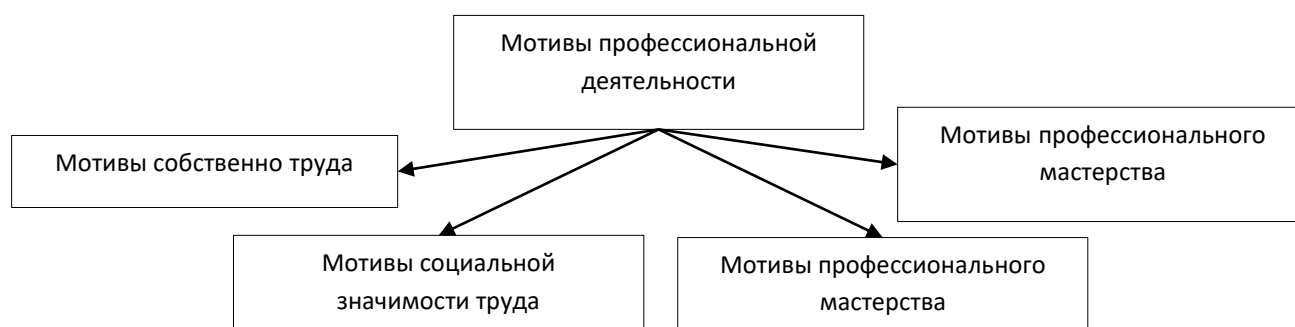 Мотивы профессиональной
деятельности
Мотивы собственно труда
Мотивы профессионального
мастерства
Мотивы социальной
значимости труда
Мотивы профессионального
мастерства